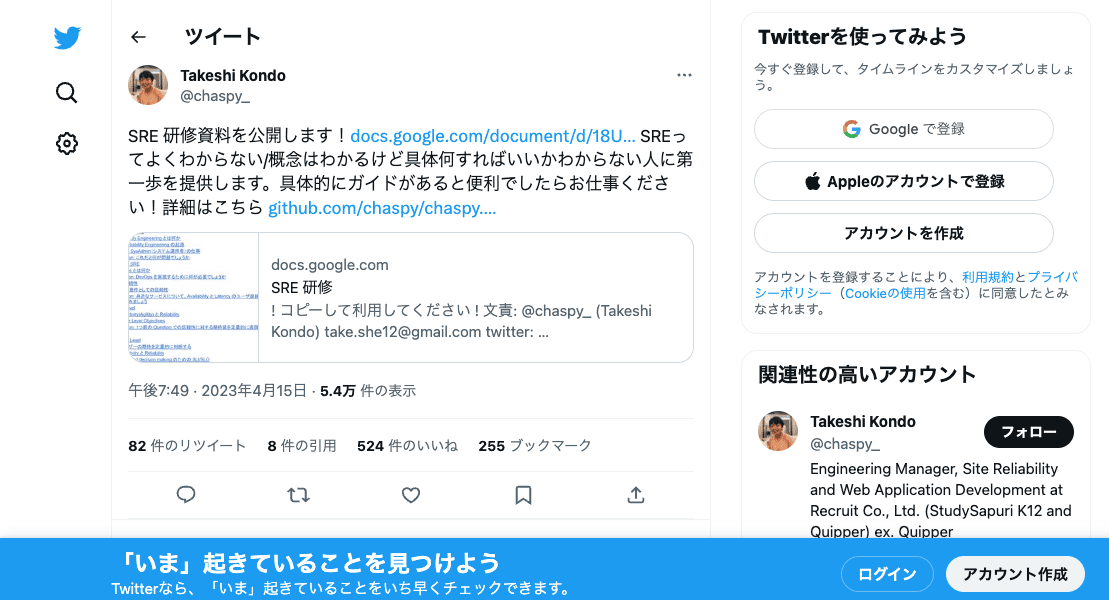 ツイート
Takeshi Kondo
@chaspy_
SRE 研修資料を公開します！docs.google.com/document/d/18U... SREっ
てよくわからない/概念はわかるけど具体何すればいいかわからない人に第
一歩を提供します。具体的にガイドがあると便利でしたらお仕事くださ
い！詳細はこちら github.com/chaspy/chaspy....
docs.google.com
SRE 研修
! コピーして利用してください ! 文責: @chaspy_ (Takeshi
Kondo) take.she12@gmail.com twitter: ...
午後7:49 · 2023年4月15日 · 5.4万 件の表示
82 件のリツイート 8 件の引用 524 件のいいね 255 ブックマーク
Twitterを使ってみよう
今すぐ登録して、タイムラインをカスタマイズしましょ
う。
Google で登録
Appleのアカウントで登録
アカウントを作成
アカウントを登録することにより、利用規約とプライバ
シーポリシー（Cookieの使用を含む）に同意したとみ
なされます。
関連性の高いアカウント
Takeshi Kondo
@chaspy_
フォロー
Engineering Manager, Site Reliability
and Web Application Development at
Recruit Co., Ltd. (StudySapuri K12 and
Quipper) ex. Quipper
「いま」起きていることを見つけよう
Twitterなら、「いま」起きていることをいち早くチェックできます。
ログイン
アカウント作成